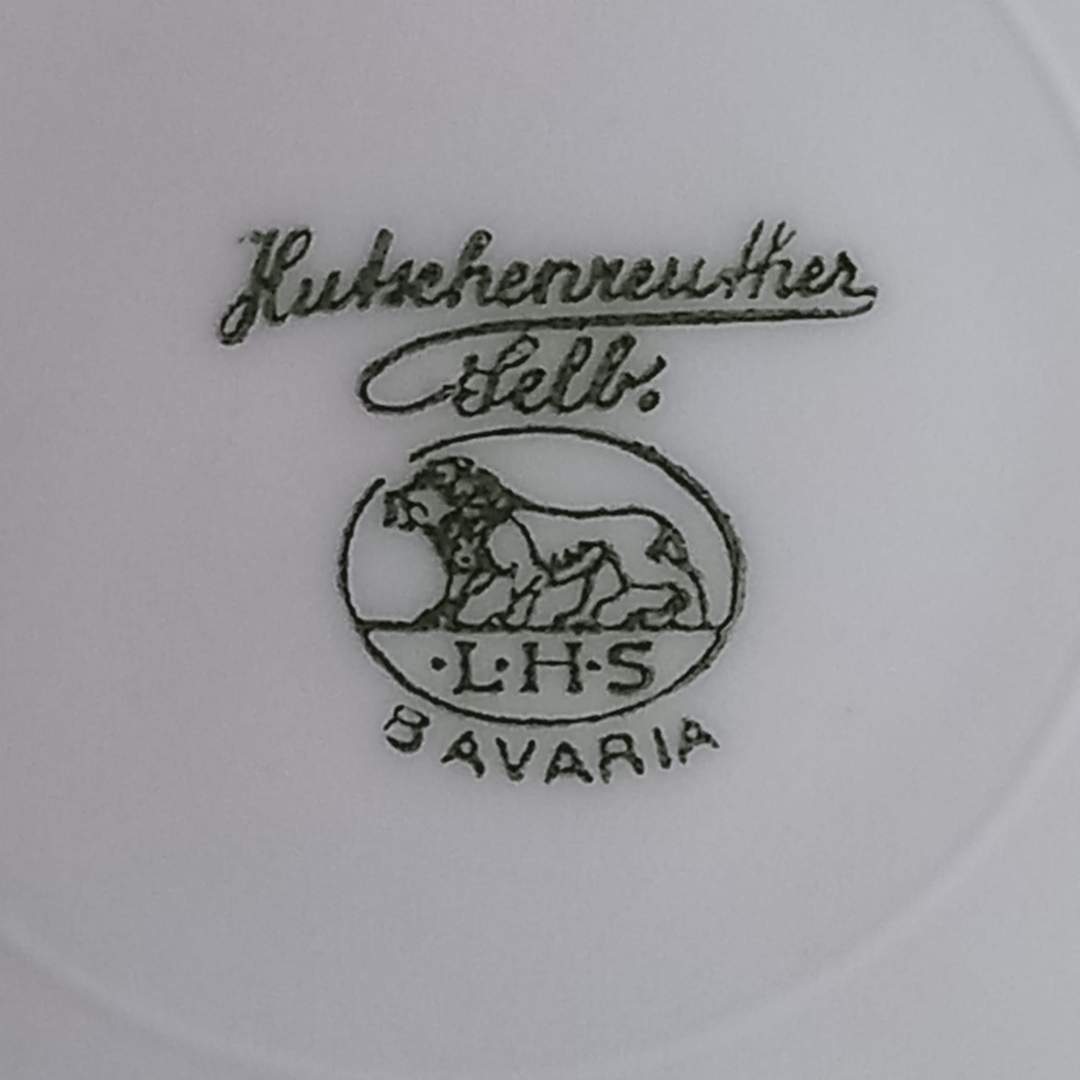 Hutschenreuther
Selb.
·L·H·S
BAVARIA